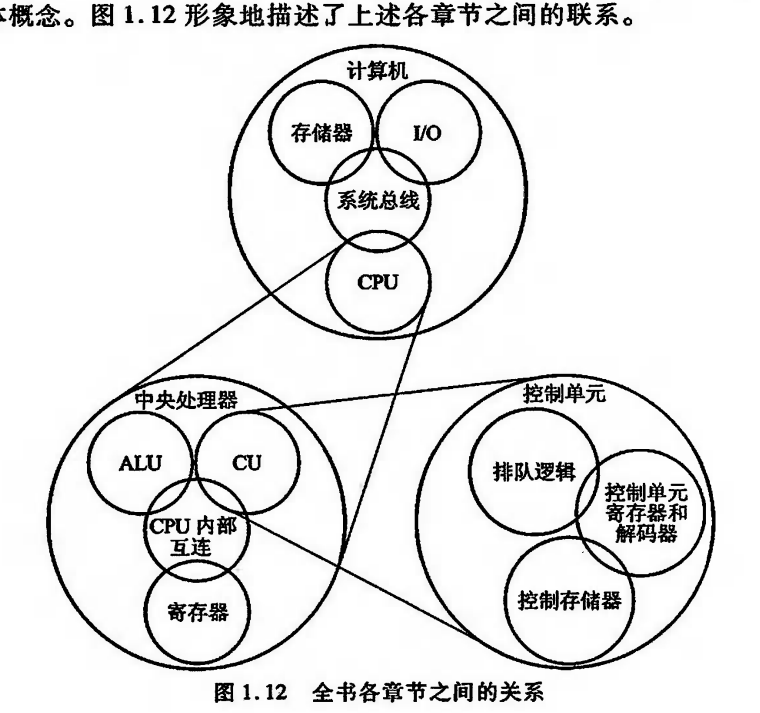 概念。图 1.12 形象地描述了上述各章节之间的联系。
计算机
存储器
I/O
系统总线
CPU
中央处理器
ALU
CU
CPU 内部
互连
寄存器
控制单元
排队逻辑
控制单元
寄存器和
解码器
控制存储器
图 1.12 全书各章节之间的关系